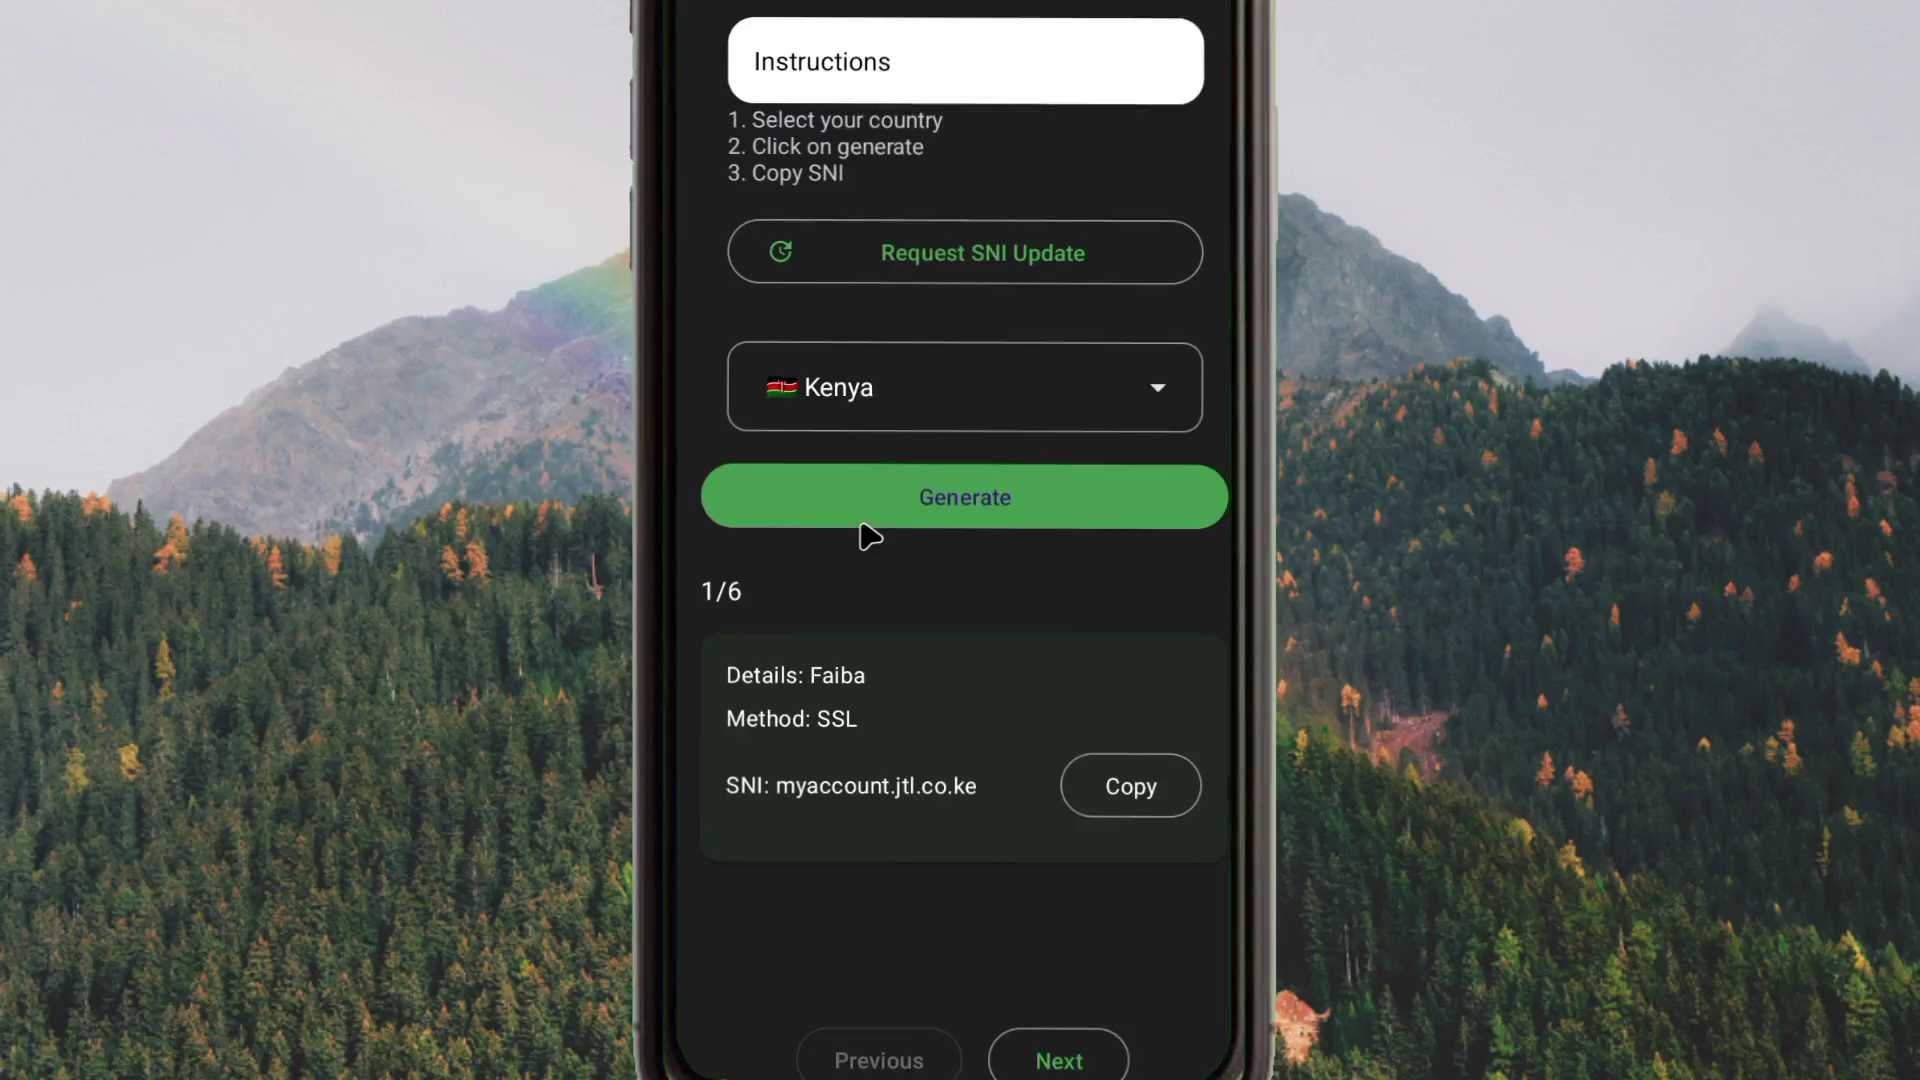 Instructions
1. Select your country
2. Click on generate
3. Copy SNI
Request SNI Update
🇰🇪 Kenya
Generate
1/6
Details: Faiba
Method: SSL
SNI: myaccount.jtl.co.ke
Copy
Previous
Next